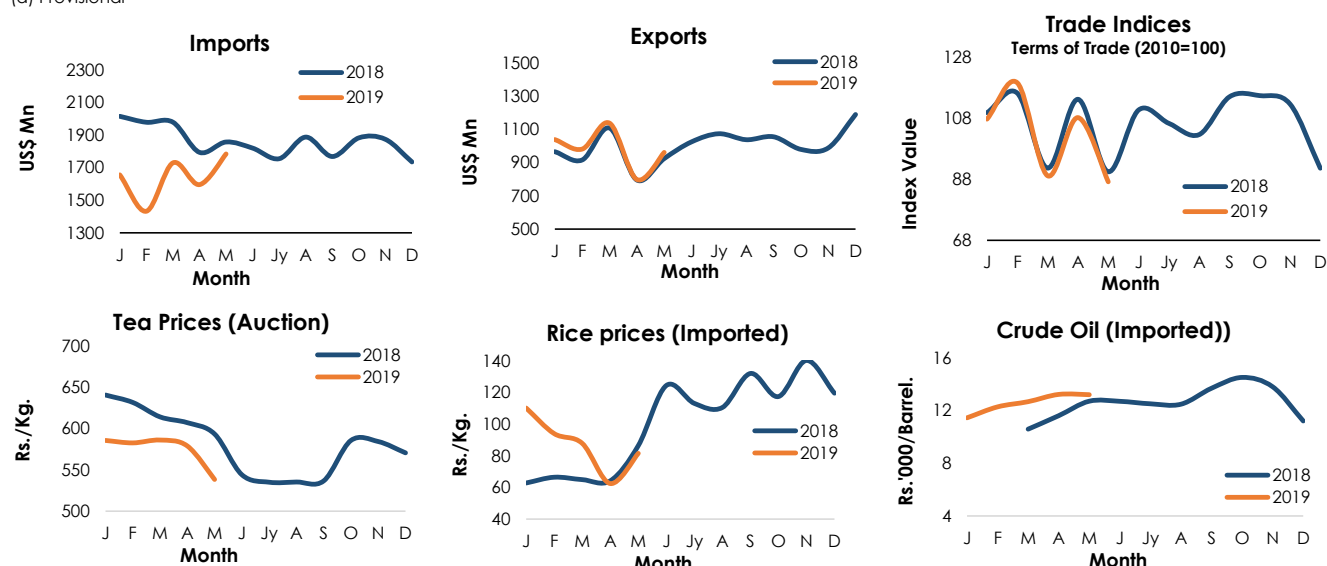 (a) Provisional
Imports
2300
2100
1900
1700
1500
1300
US$ Mn
2018
2019
J F M A M J Jy A S O N D
Month
Exports
1500
1300
1100
900
700
500
US$ Mn
2018
2019
J F M A M J Jy A S O N D
Month
Trade Indices
Terms of Trade (2010=100)
128
108
88
68
Index Value
2018
2019
J F M A M J Jy A S O N D
Month
Tea Prices (Auction)
700
650
600
550
500
Rs./Kg.
2018
2019
J F M A M J Jy A S O N D
Month
Rice prices (Imported)
140
120
100
80
60
40
Rs./Kg.
2018
2019
J F M A M J Jy A S O N D
Month
Crude Oil (Imported))
16
12
8
4
Rs.'000/Barrel.
2018
2019
J F M A M J Jy A S O N D
Month